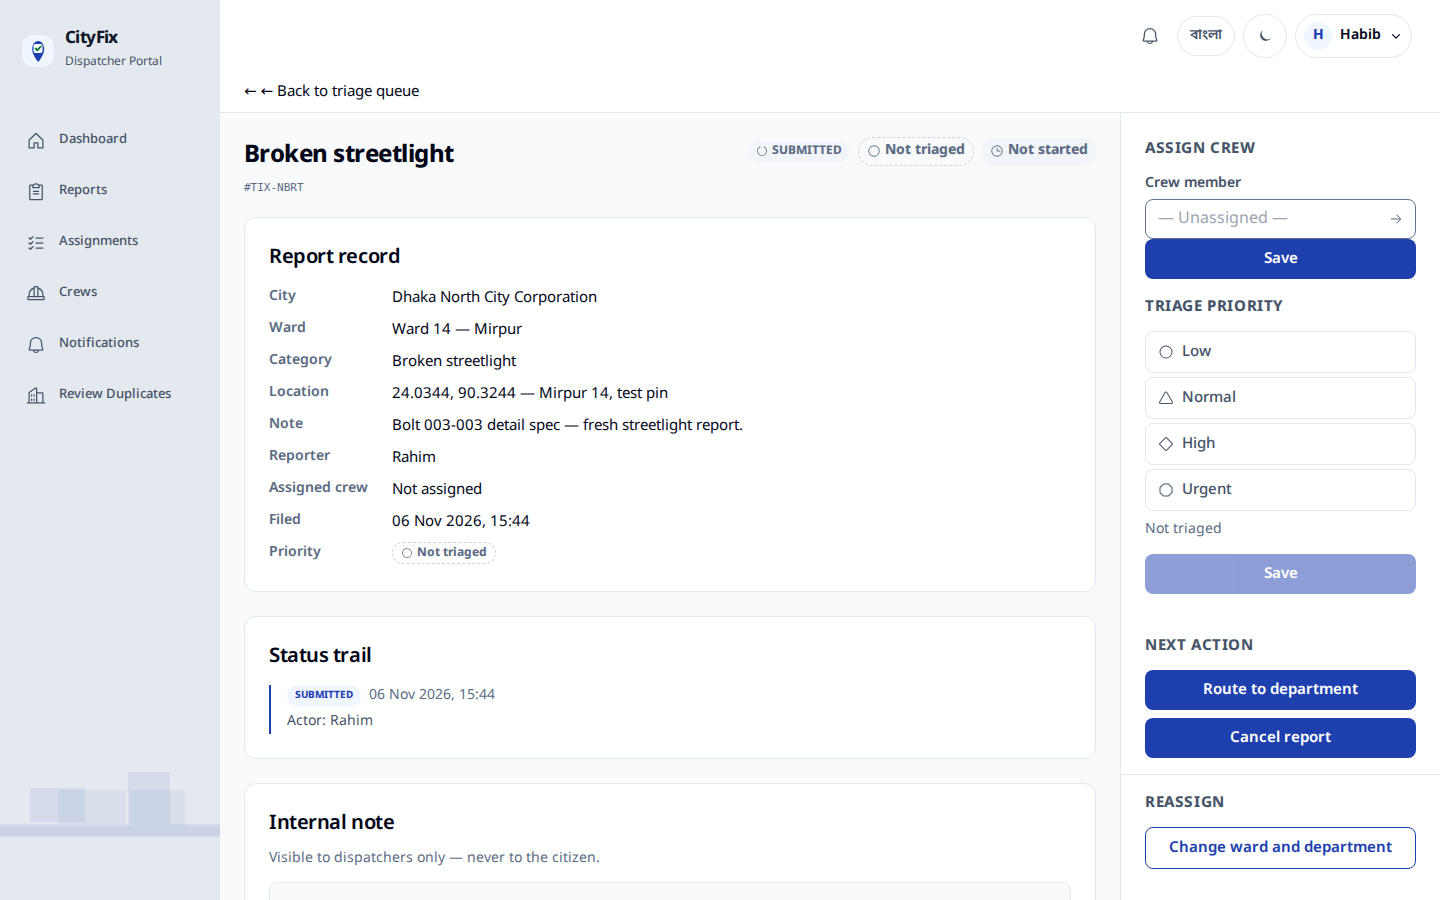 CityFix
Dispatcher Portal
Dashboard
Reports
Assignments
Crews
Notifications
Review Duplicates
বাংলা
H Habib
← ← Back to triage queue
Broken streetlight
SUBMITTED
Not triaged
Not started
#TIX-NBRT
Report record
City Dhaka North City Corporation
Ward Ward 14 — Mirpur
Category Broken streetlight
Location 24.0344, 90.3244 — Mirpur 14, test pin
Note Bolt 003-003 detail spec — fresh streetlight report.
Reporter Rahim
Assigned crew Not assigned
Filed 06 Nov 2026, 15:44
Priority Not triaged
Status trail
SUBMITTED 06 Nov 2026, 15:44
Actor: Rahim
Internal note
Visible to dispatchers only — never to the citizen.
ASSIGN CREW
Crew member
— Unassigned — →
Save
TRIAGE PRIORITY
Low
Normal
High
Urgent
Not triaged
Save
NEXT ACTION
Route to department
Cancel report
REASSIGN
Change ward and department